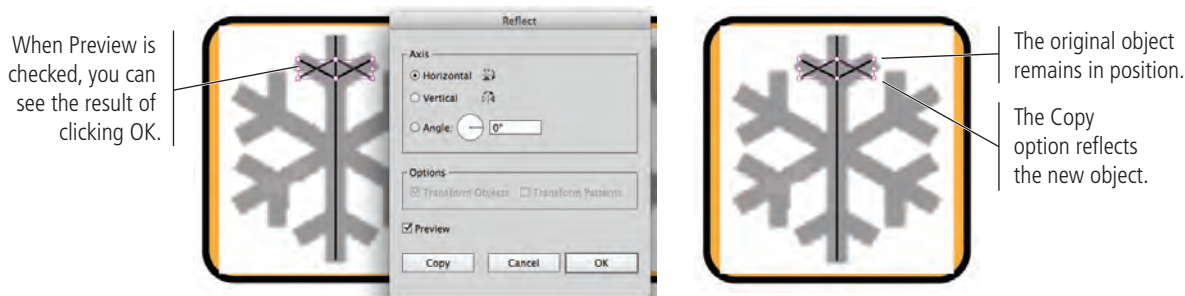 When Preview is
checked, you can
see the result of
clicking OK.
Reflect
Axis
Horizontal
Vertical
Angle: 0°
Options
Transform Objects Transform Patterns
Preview
Copy Cancel OK
The original object
remains in position.
The Copy
option reflects
the new object.